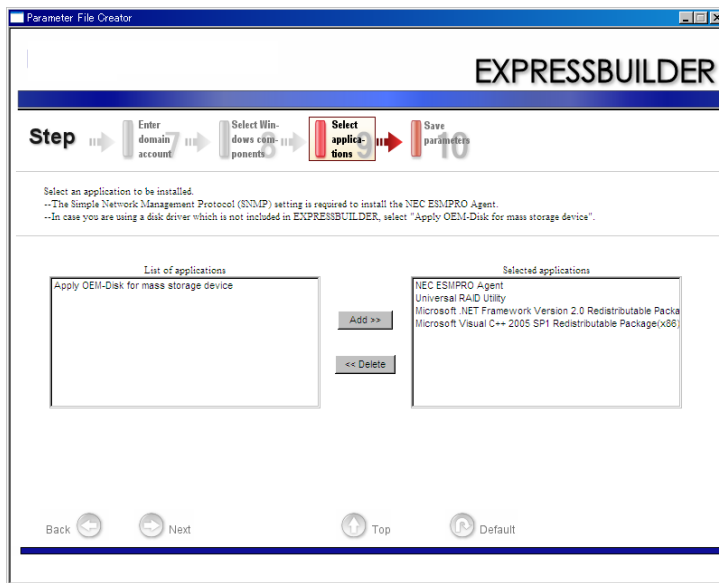 Parameter File Creator
EXPRESSBUILDER
Step
Enter
domain
account
7
Select Win-
dows com-
ponents
8
Select
applica-
tions
9
Save
parameters
10
Select an application to be installed.
--The Simple Network Management Protocol (SNMP) setting is required to install the NEC ESMPRO Agent.
--In case you are using a disk driver which is not included in EXPRESSBUILDER, select "Apply OEM-Disk for mass storage device".
List of applications
Apply OEM-Disk for mass storage device
Add >>
<< Delete
Selected applications
NEC ESMPRO Agent
Universal RAID Utility
Microsoft .NET Framework Version 2.0 Redistributable Packa
Microsoft Visual C++ 2005 SP1 Redistributable Package(x86)
Back
Next
Top
Default